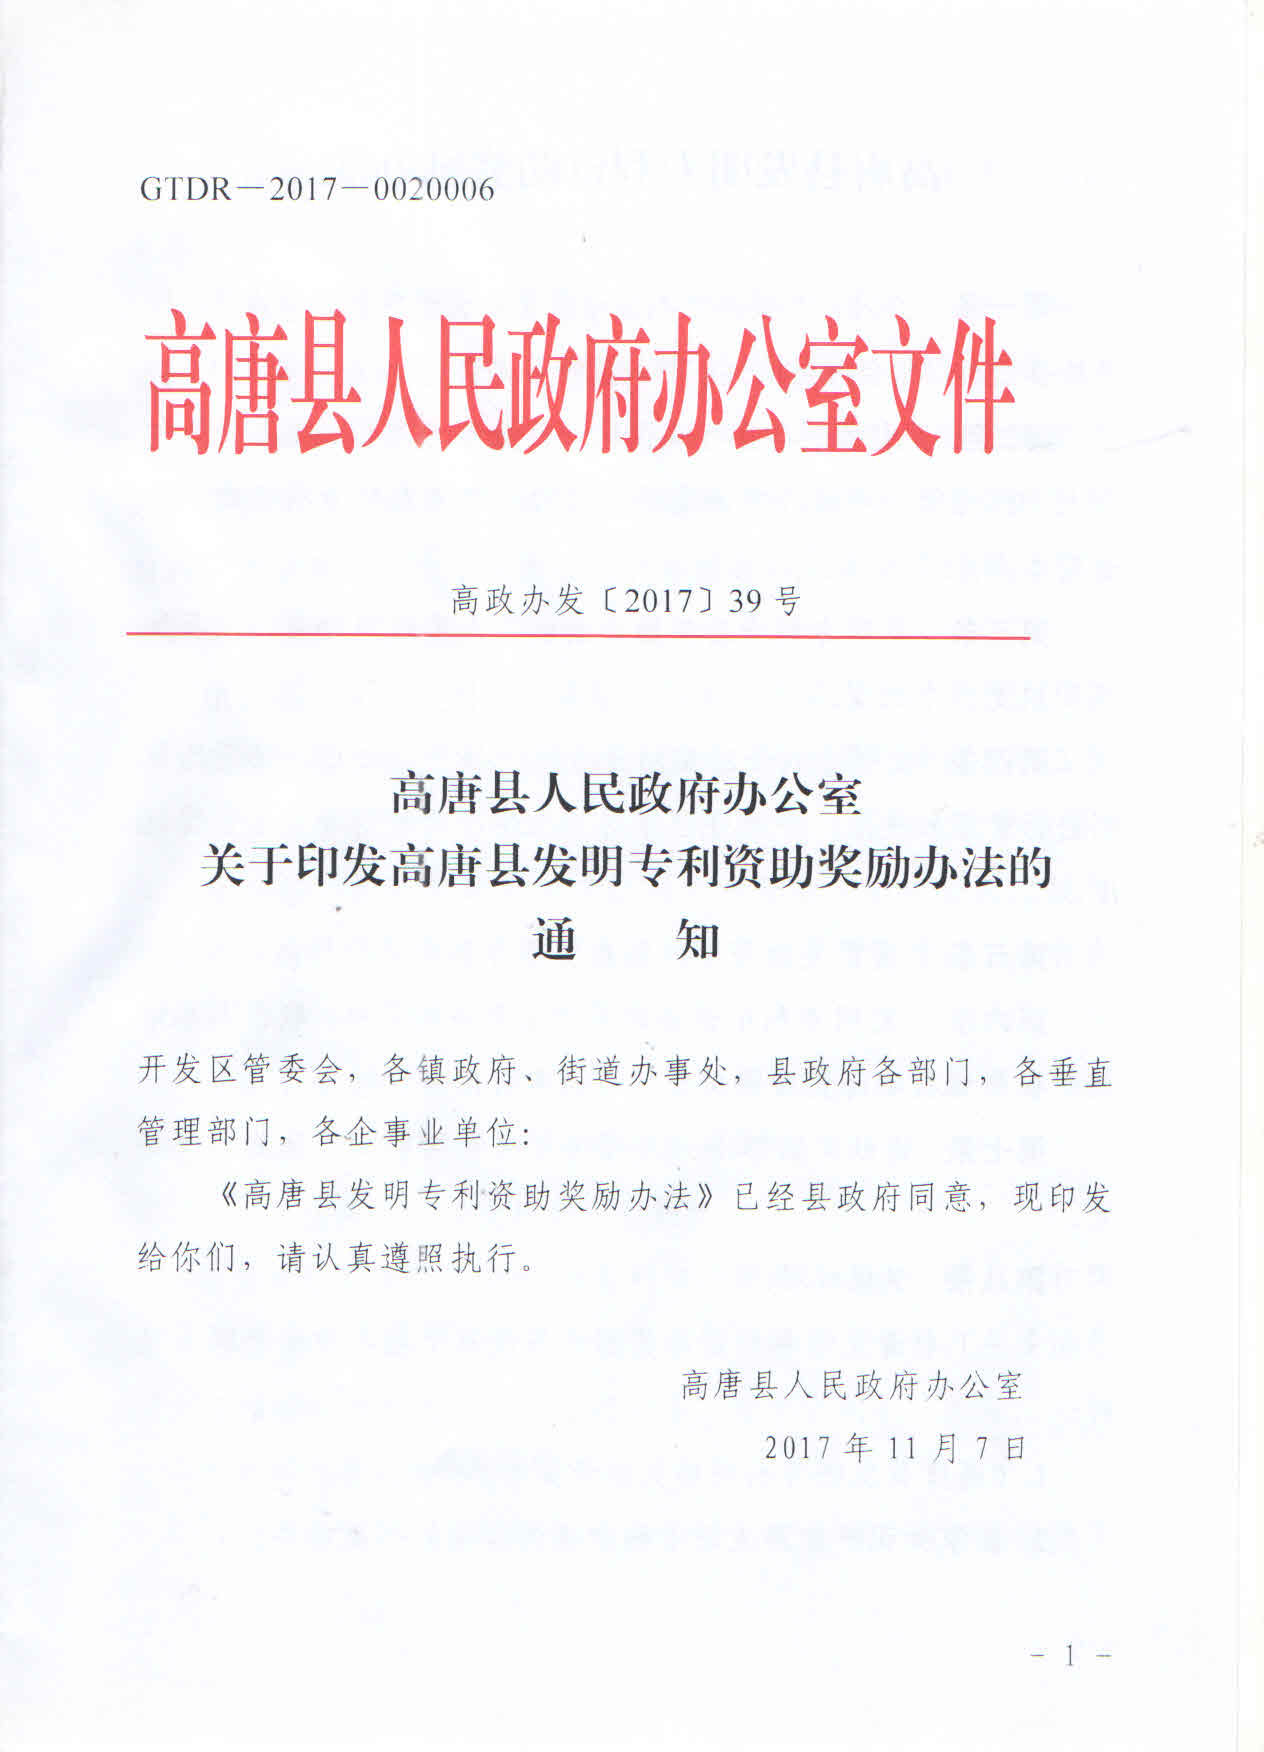 GTDR－2017－0020006
高唐县人民政府办公室文件
高政办发〔2017〕39号
高唐县人民政府办公室
关于印发高唐县发明专利资助奖励办法的
通　　知
开发区管委会，各镇政府、街道办事处，县政府各部门，各垂直
管理部门，各企事业单位：
《高唐县发明专利资助奖励办法》已经县政府同意，现印发
给你们，请认真遵照执行。
高唐县人民政府办公室
2017年11月7日
- 1 -